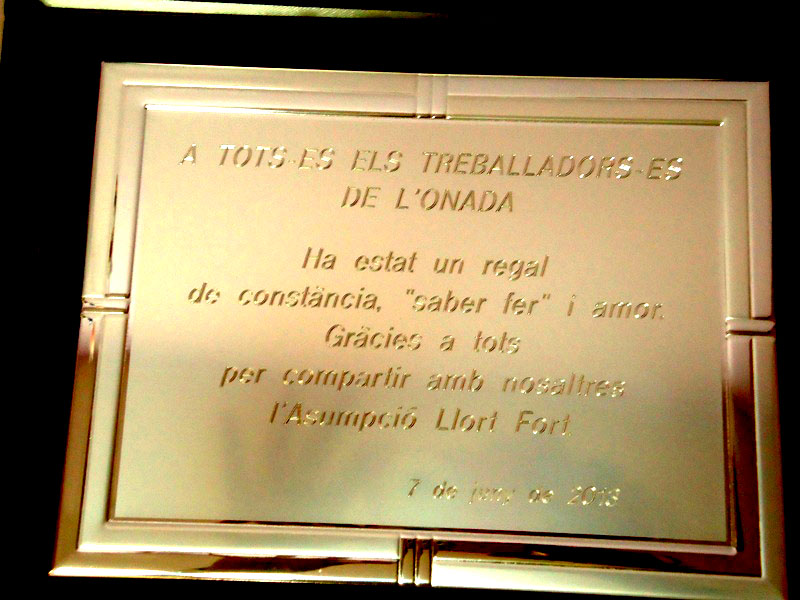 A TOTS-ES ELS TREBALLADORS-ES
DE L'ONADA
Ha estat un regal
de constància, "saber fer" i amor.
Gràcies a tots
per compartir amb nosaltres
l'Asumpció Llort Fort
7 de juny de 2013